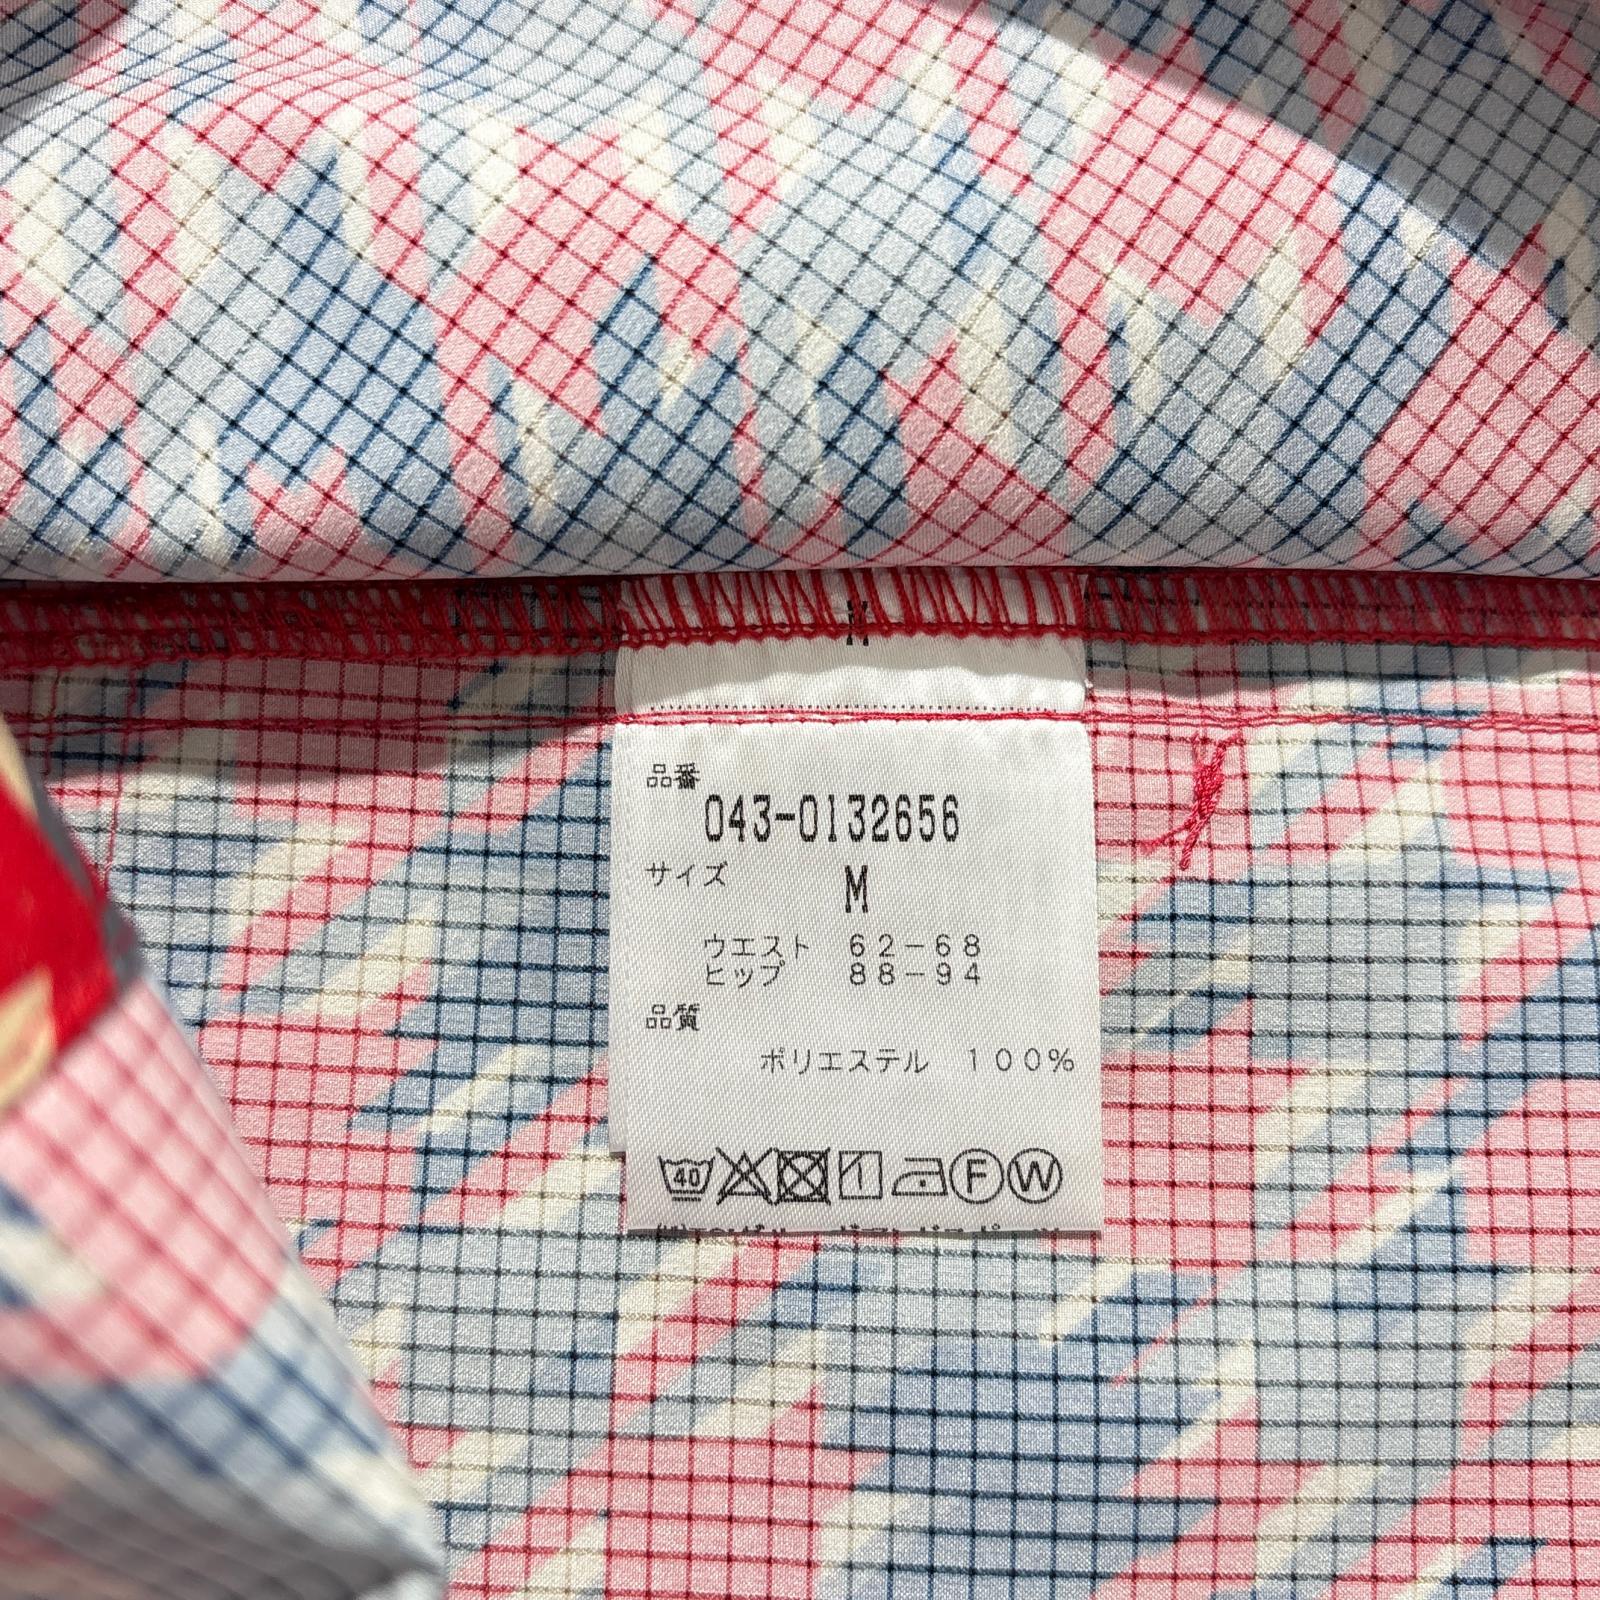 品番
043-0132656
サイズ M
ウエスト 62-68
ヒップ 88-94
品質
ポリエステル 100%
40 1 F W